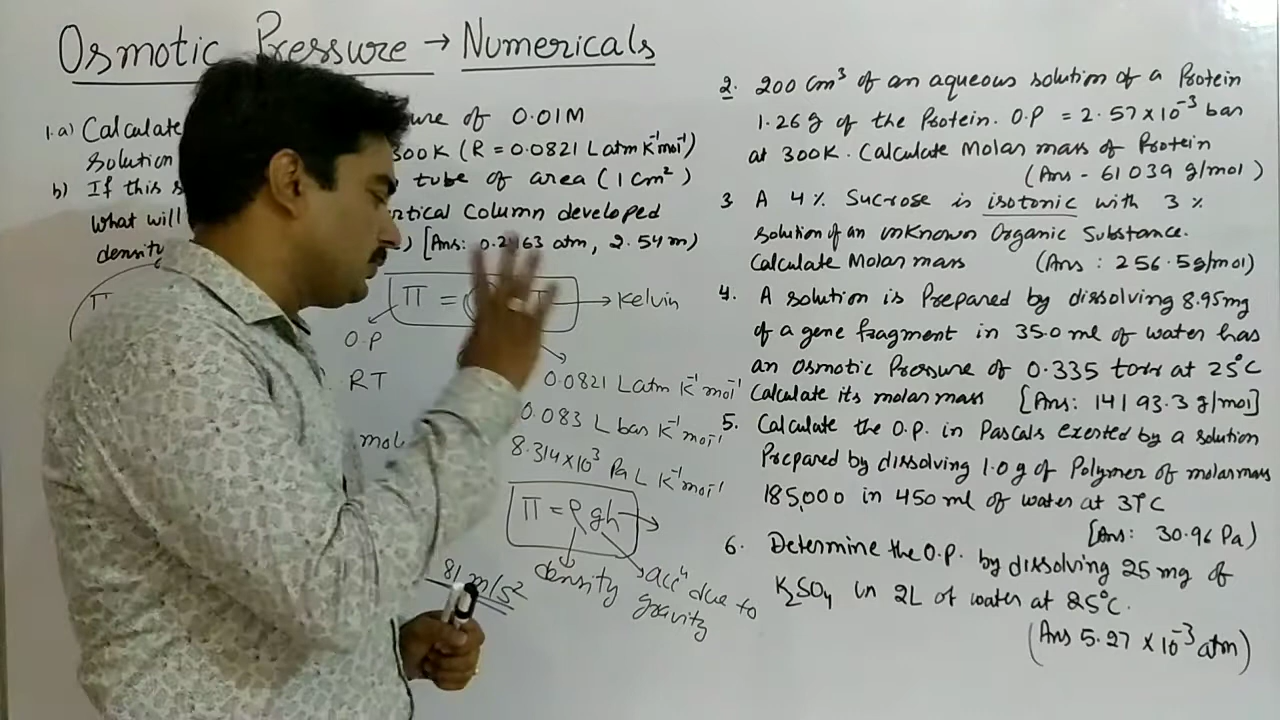 Osmotic Pressure → Numericals
1. a) Calculate ure of 0.01M
Solution 300K (R = 0.0821 L atm K⁻¹ mol⁻¹)
b) If this s tube of area (1 cm²)
What will rtical Column developed
density ) [Ans: 0.2463 atm, 2.54 m)
π π = T → Kelvin
O.P
RT
0.0821 L atm K⁻¹ mol⁻¹
0.083 L bar K⁻¹ mol⁻¹
mole
8.314×10³ Pa L K⁻¹ mol⁻¹
π = ρgh →
density
accⁿ due to
gravity
81 m/s²
2. 200 cm³ of an aqueous solution of a Protein
1.26 g of the Protein. O.P = 2.57×10⁻³ bar
at 300K. Calculate Molar mass of Protein
(Ans - 61039 g/mol)
3 A 4% Sucrose is isotonic with 3%
solution of an unknown Organic Substance.
Calculate Molar mass (Ans : 256.5 g/mol)
4. A solution is Prepared by dissolving 8.95 mg
of a gene fragment in 35.0 ml of water has
an Osmotic Pressure of 0.335 torr at 25°C
Calculate its molar mass [Ans: 14193.3 g/mol]
5. Calculate the O.P. in Pascals exerted by a solution
Prepared by dissolving 1.0 g of Polymer of molar mass
185,000 in 450 ml of water at 37°C
[Ans: 30.96 Pa)
6. Determine the O.P. by dissolving 25 mg of
K₂SO₄ in 2L of water at 25°C.
(Ans 5.27 × 10⁻³ atm)